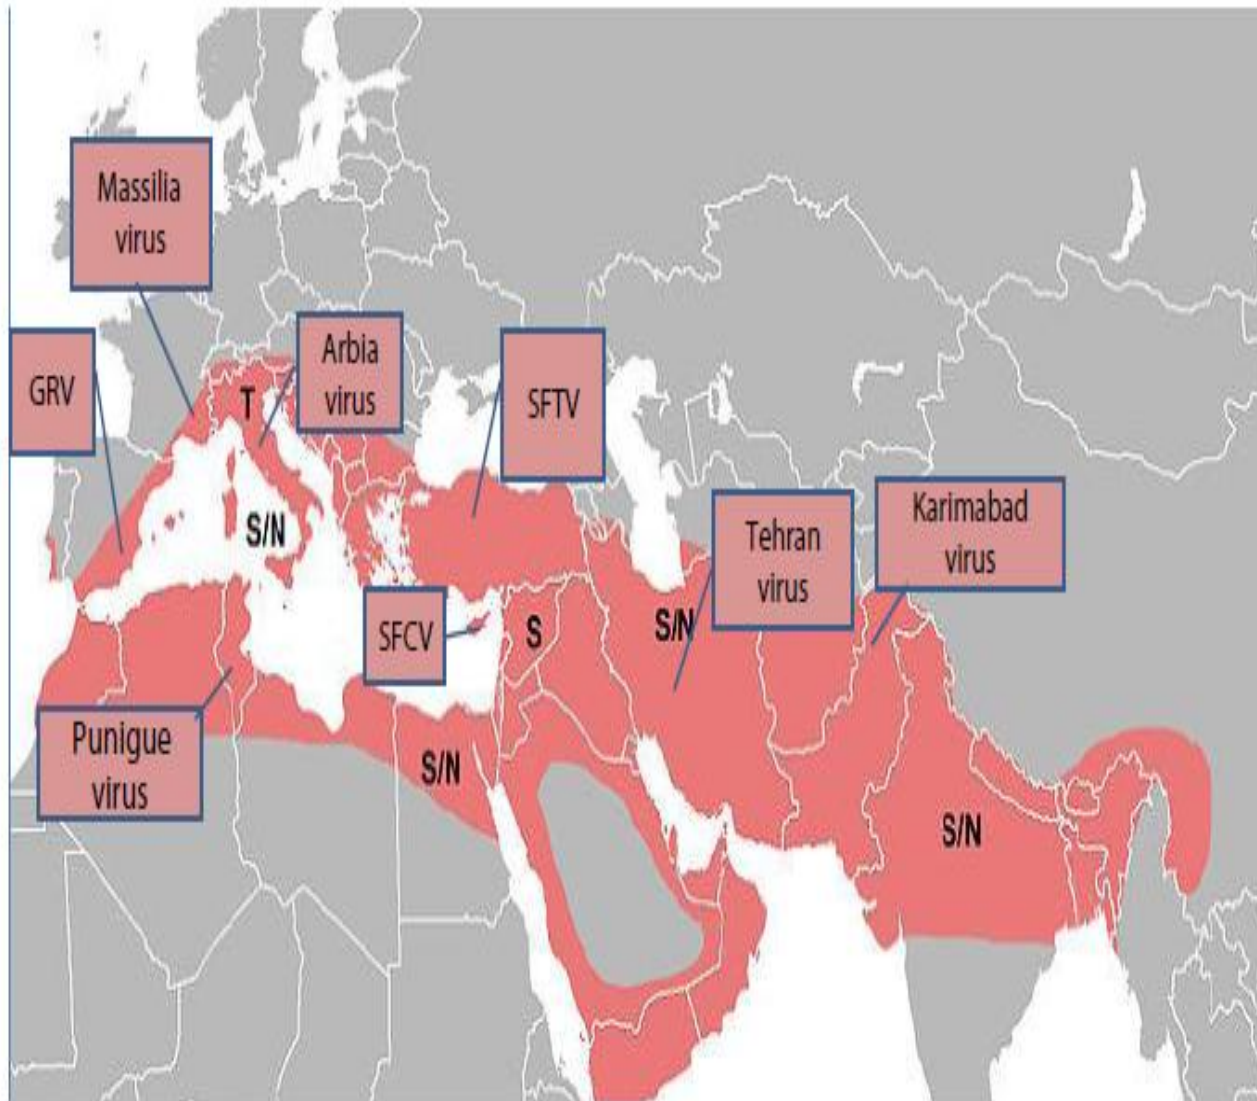 Massilia
virus
Arbia
virus
GRV
SFTV
T
S/N
Tehran
virus
Karimabad
virus
SFCV
S
S/N
Punigue
virus
S/N
S/N